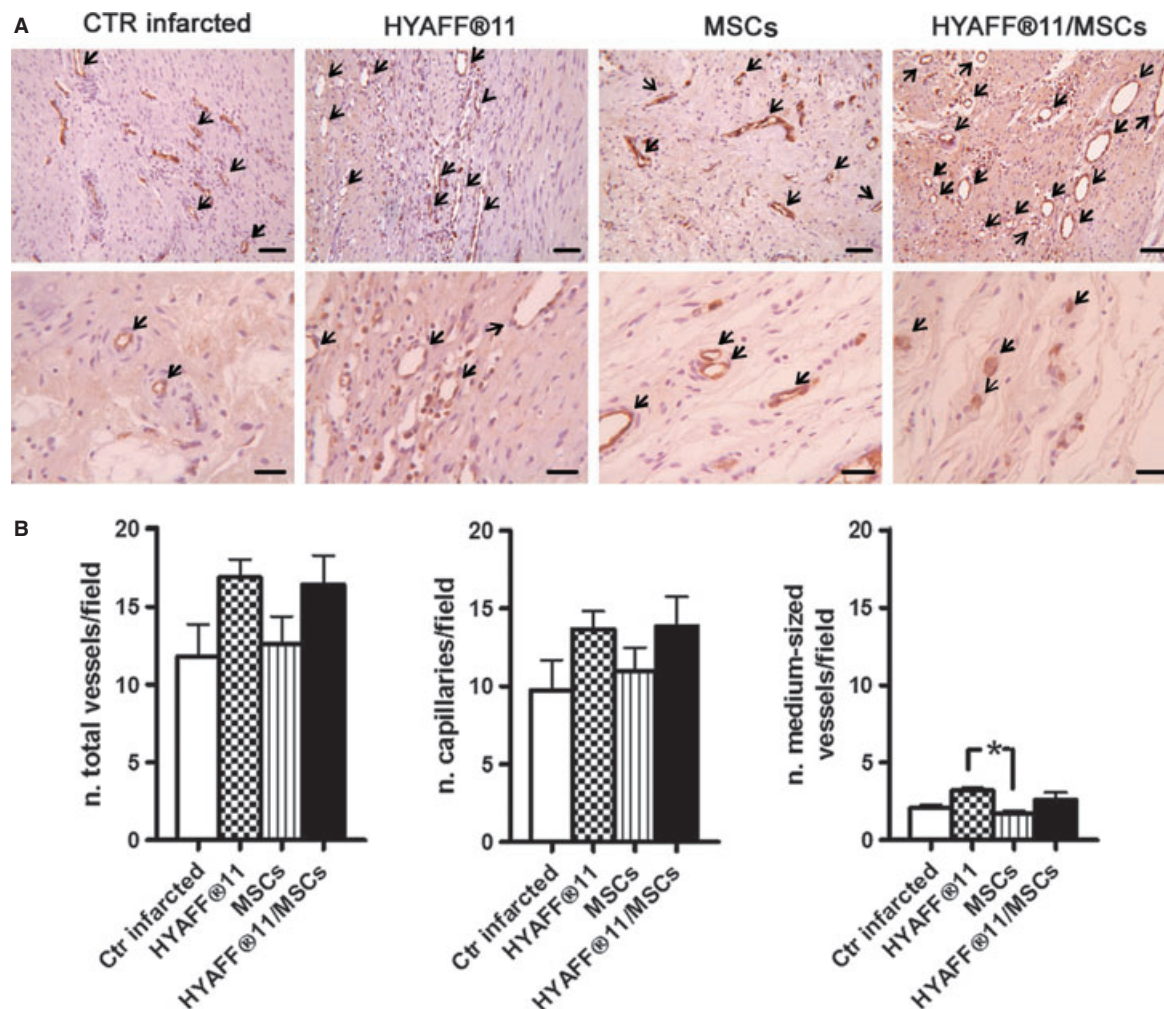 A
CTR infarcted
HYAFF®11
MSCs
HYAFF®11/MSCs
B
n. total vessels/field
20
15
10
5
0
Ctr infarcted
HYAFF®11
MSCs
HYAFF®11/MSCs
n. capillaries/field
20
15
10
5
0
Ctr infarcted
HYAFF®11
MSCs
HYAFF®11/MSCs
n. medium-sized
vessels/field
20
15
10
5
0
*
Ctr infarcted
HYAFF®11
MSCs
HYAFF®11/MSCs